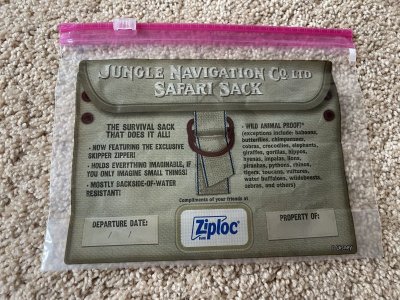 JUNGLE NAVIGATION CO LTD
SAFARI SACK
THE SURVIVAL SACK
THAT DOES IT ALL!
• NOW FEATURING THE EXCLUSIVE
SKIPPER ZIPPER!
• HOLDS EVERYTHING IMAGINABLE, IF
YOU ONLY IMAGINE SMALL THINGS!
• MOSTLY BACKSIDE-OF-WATER
RESISTANT!
• WILD ANIMAL PROOF!*
(exceptions include: baboons,
butterflies, chimpanzees,
cobras, crocodiles, elephants,
giraffes, gorillas, hippos,
hyenas, impalas, lions,
piranhas, pythons, rhinos,
tigers, toucans, vultures,
water buffaloes, wildebeests,
zebras, and others)
Compliments of your friends at
DEPARTURE DATE:
/ /
Ziploc
PROPERTY OF:
©Disney